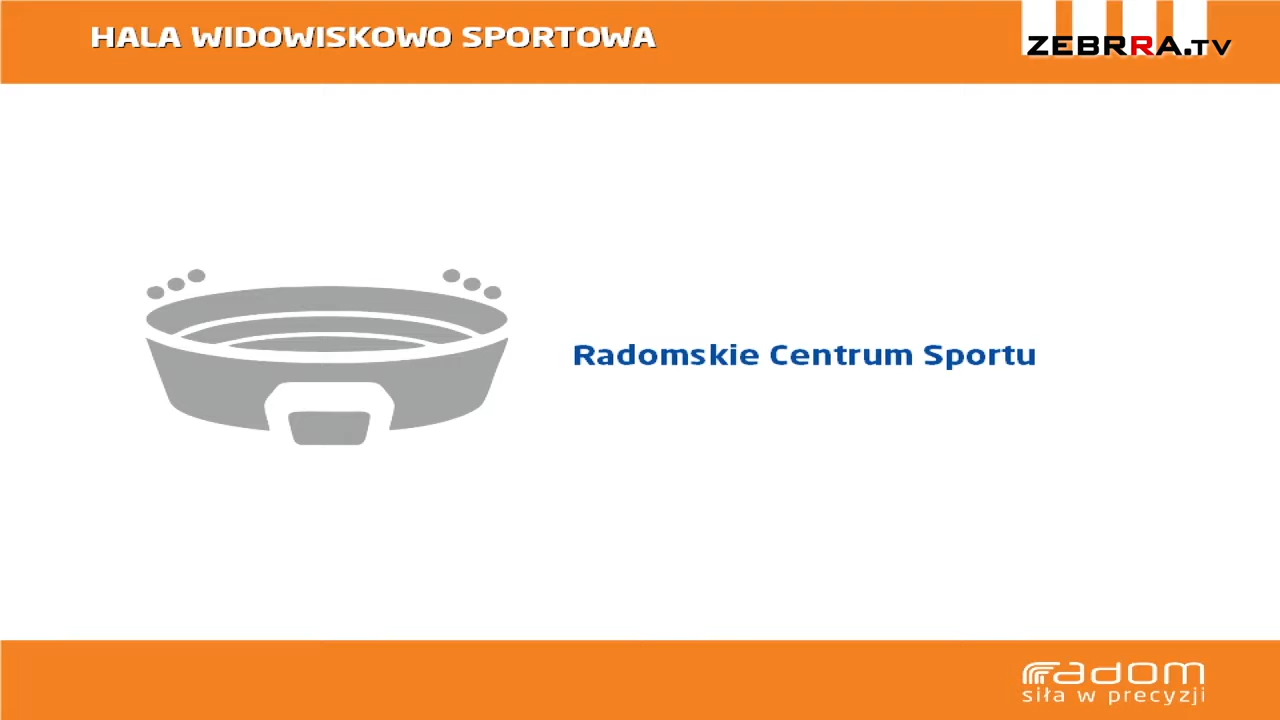 HALA WIDOWISKOWO SPORTOWA
ZEBRRA.TV
Radomskie Centrum Sportu
radom
siła w precyzji